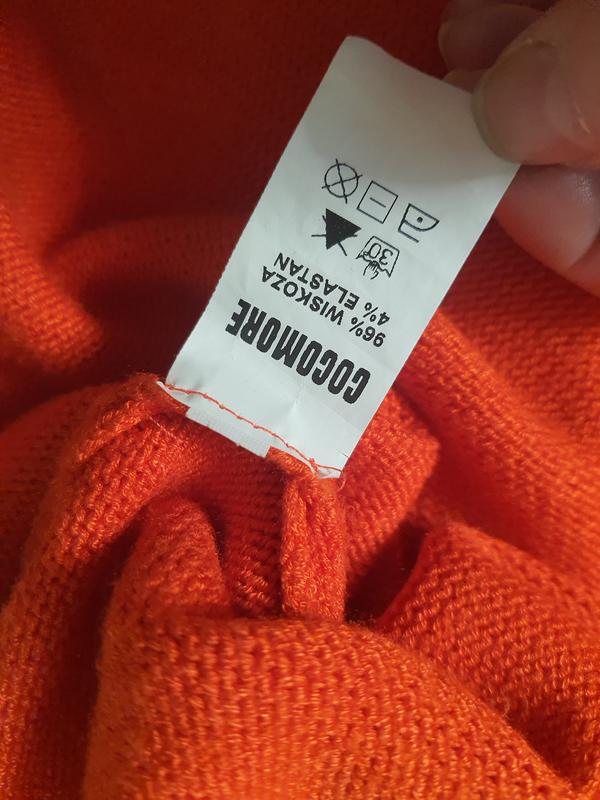 COCOMORE
96% WISKOZA
4% ELASTAN
30